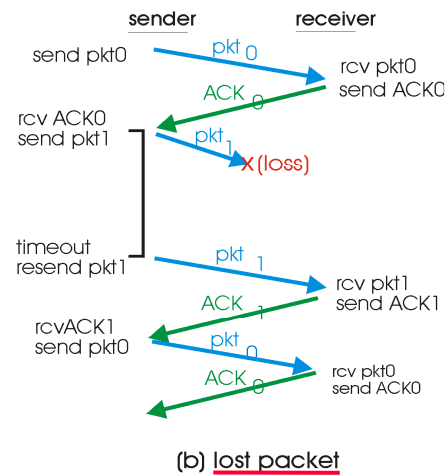 sender
receiver
send pkt0
pkt 0
rcv pkt0
send ACK0
ACK 0
rcv ACK0
send pkt1
pkt 1
X (loss)
timeout
resend pkt1
pkt 1
rcv pkt1
send ACK1
ACK 1
rcvACK1
send pkt0
pkt 0
rcv pkt0
send ACK0
ACK 0
(b) lost packet